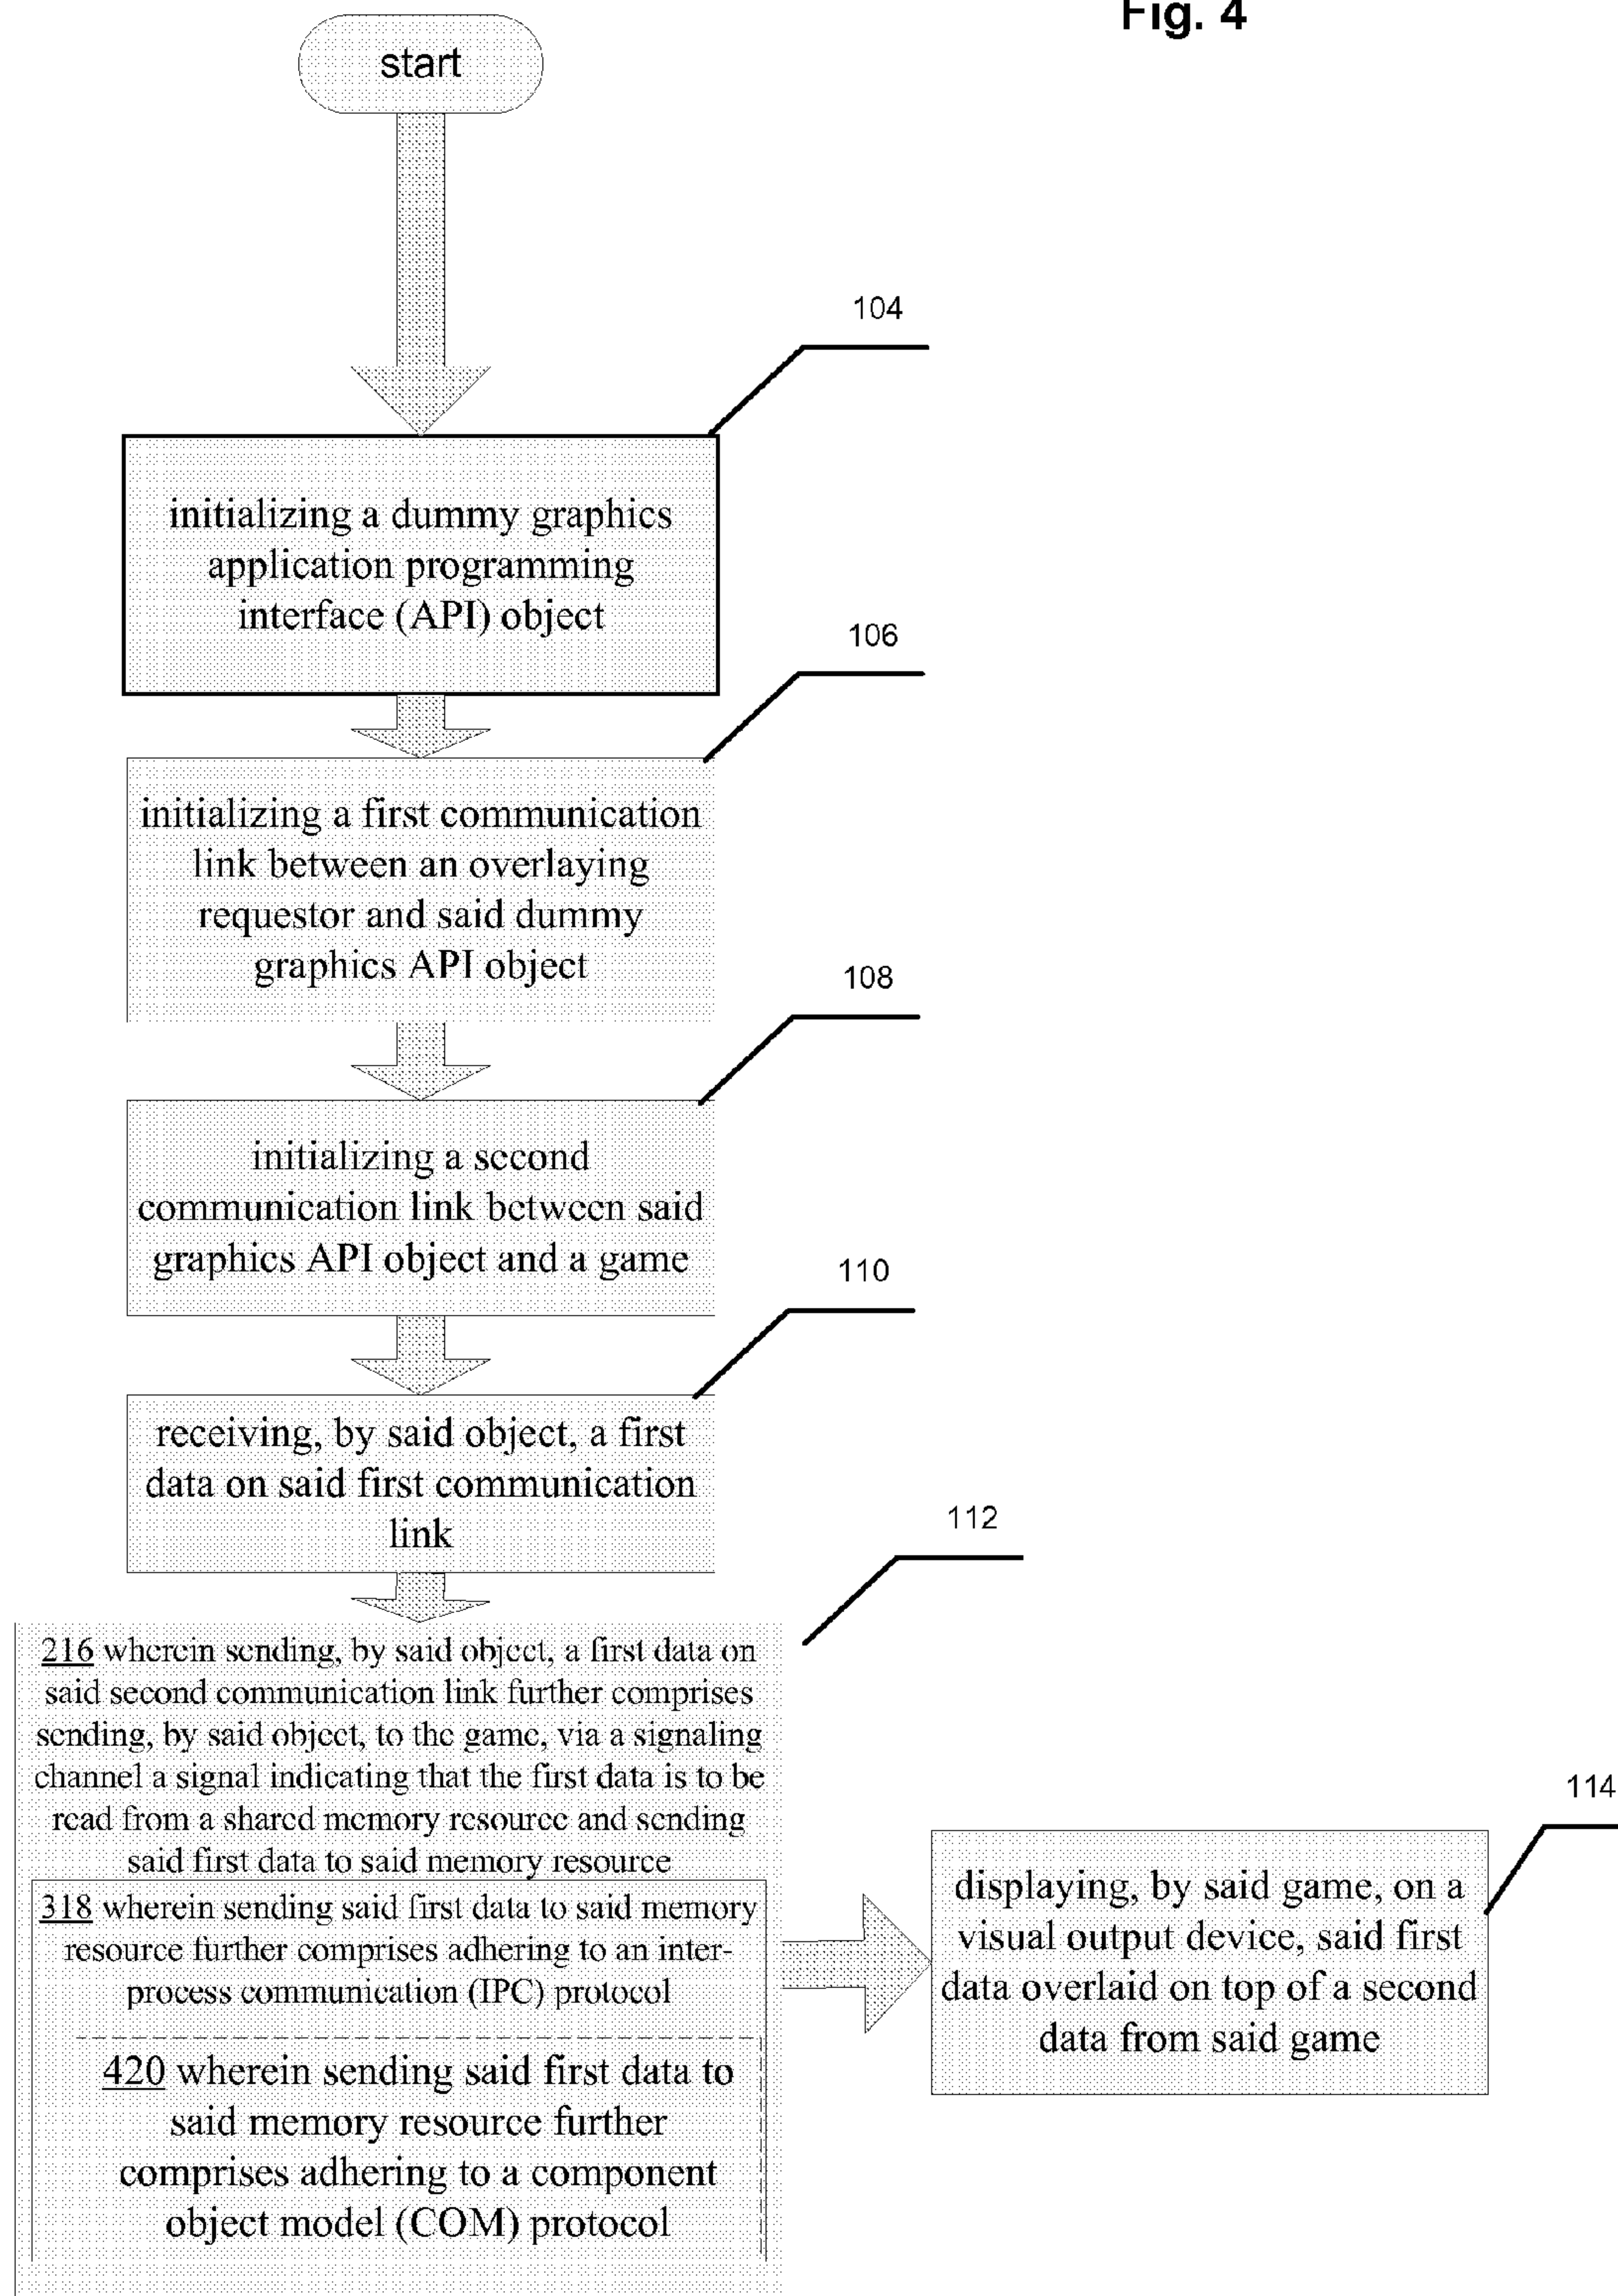 Fig. 4
start
104
initializing a dummy graphics
application programming
interface (API) object
106
initializing a first communication
link between an overlaying
requestor and said dummy
graphics API object
108
initializing a second
communication link between said
graphics API object and a game
110
receiving, by said object, a first
data on said first communication
link
112
216 wherein sending, by said object, a first data on
said second communication link further comprises
sending, by said object, to the game, via a signaling
channel a signal indicating that the first data is to be
read from a shared memory resource and sending
said first data to said memory resource
318 wherein sending said first data to said memory
resource further comprises adhering to an inter-
process communication (IPC) protocol
420 wherein sending said first data to
said memory resource further
comprises adhering to a component
object model (COM) protocol
114
displaying, by said game, on a
visual output device, said first
data overlaid on top of a second
data from said game